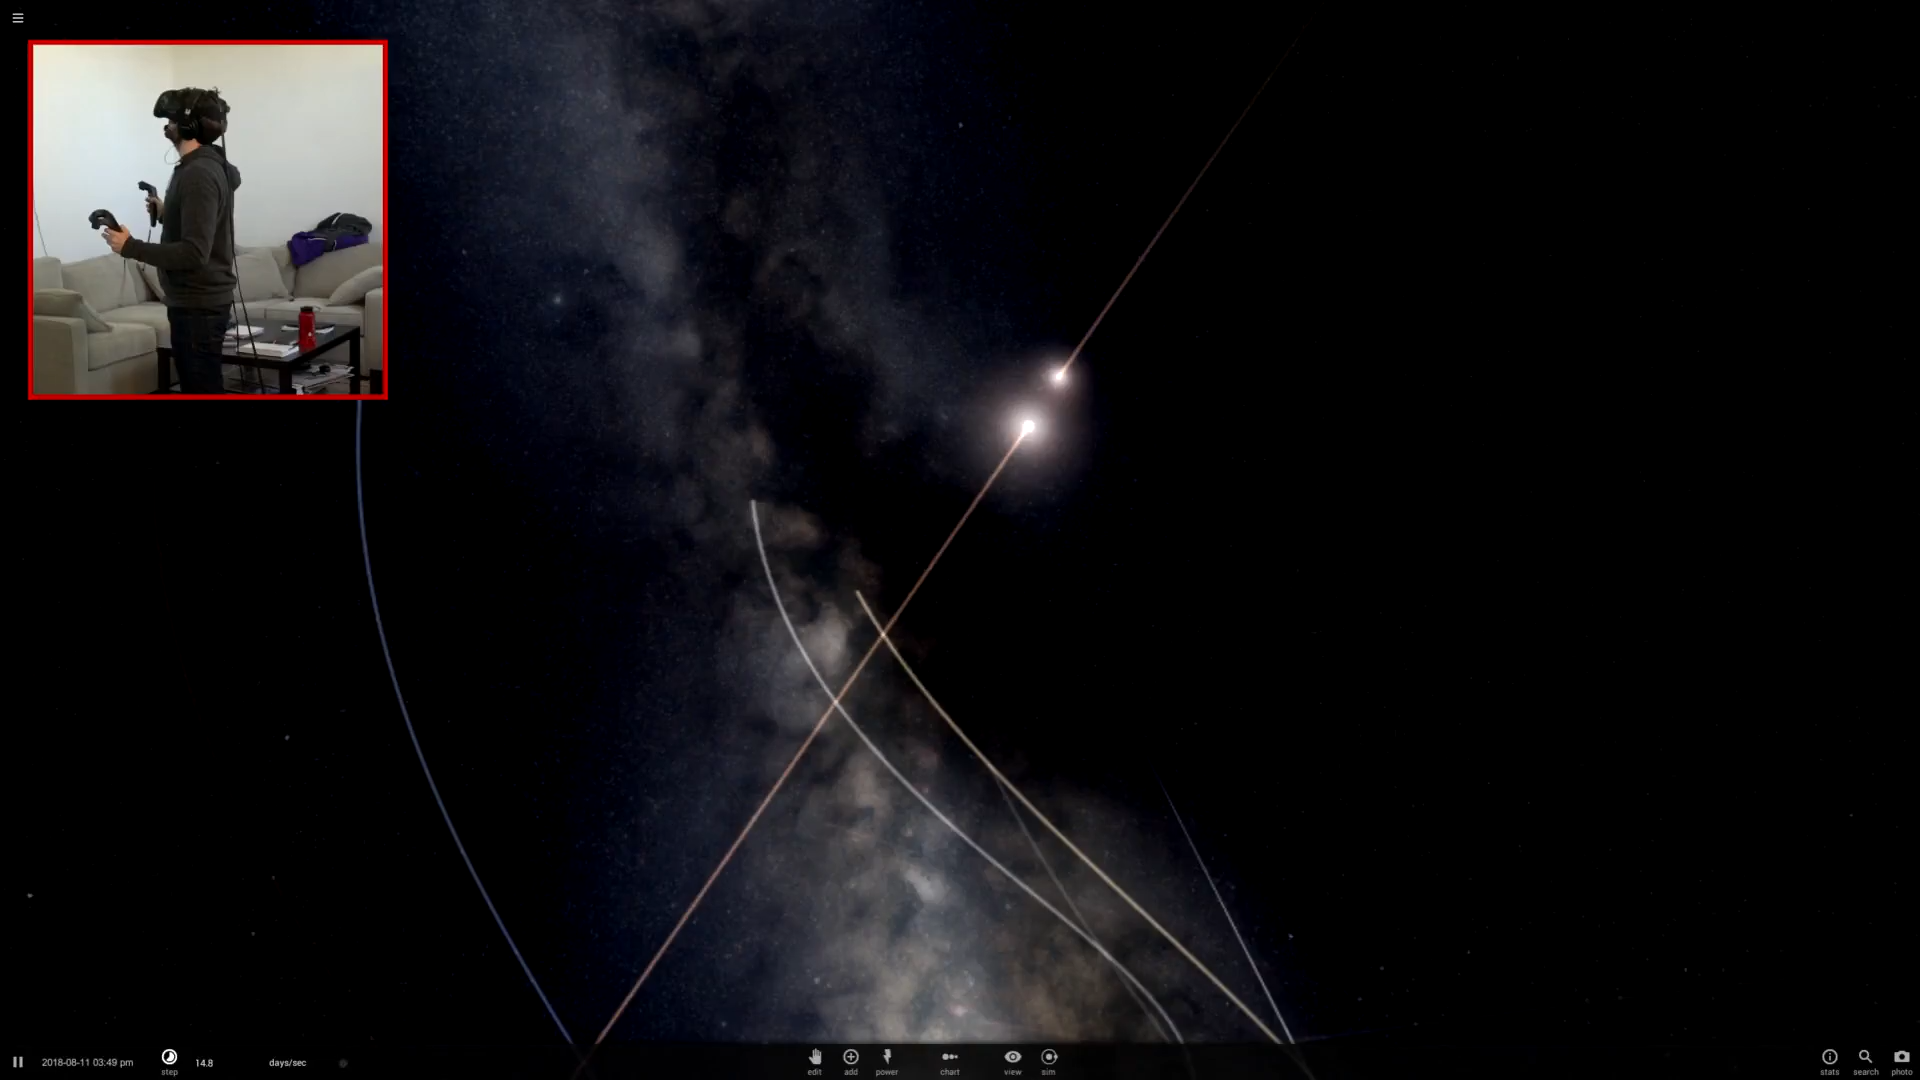 2018-08-11 03:49 pm
step
14.8
days/sec
edit
add
power
chart
view
sim
stats
search
photo